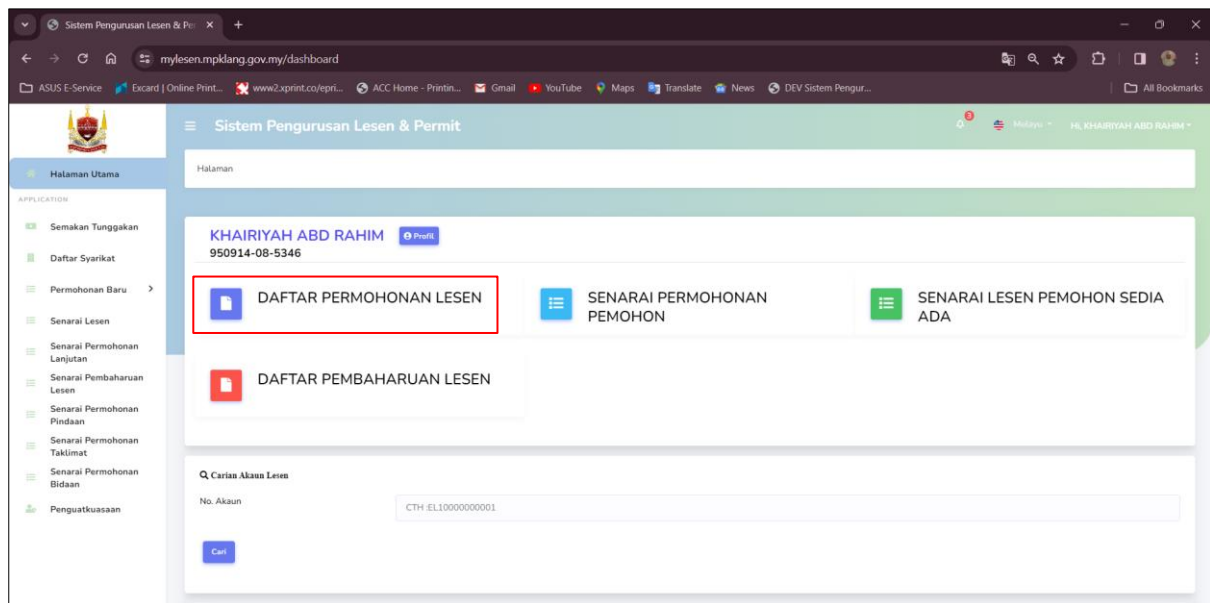 Sistem Pengurusan Lesen & Per
mylesen.mpklang.gov.my/dashboard
ASUS E-Service Excard | Online Print... www2.xprint.co/epri... ACC Home - Printin... Gmail YouTube Maps Translate News DEV Sistem Pengur... All Bookmarks
Sistem Pengurusan Lesen & Permit
3
Melayu
HI, KHAIRIYAH ABD RAHIM
Halaman Utama
APPLICATION
Semakan Tunggakan
Daftar Syarikat
Permohonan Baru >
Senarai Lesen
Senarai Permohonan
Lanjutan
Senarai Pembaharuan
Lesen
Senarai Permohonan
Pindaan
Senarai Permohonan
Taklimat
Senarai Permohonan
Bidaan
Penguatkuasaan
Halaman
KHAIRIYAH ABD RAHIM Profil
950914-08-5346
DAFTAR PERMOHONAN LESEN
SENARAI PERMOHONAN
PEMOHON
SENARAI LESEN PEMOHON SEDIA
ADA
DAFTAR PEMBAHARUAN LESEN
Carian Akaun Lesen
No. Akaun
CTH :EL10000000001
Cari